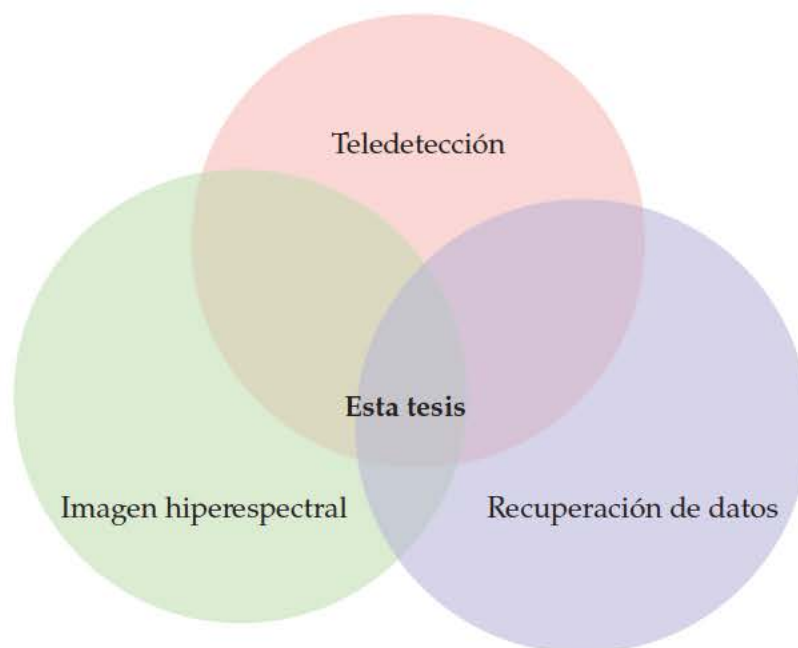 Teledetección
Esta tesis
Imagen hiperespectral
Recuperación de datos